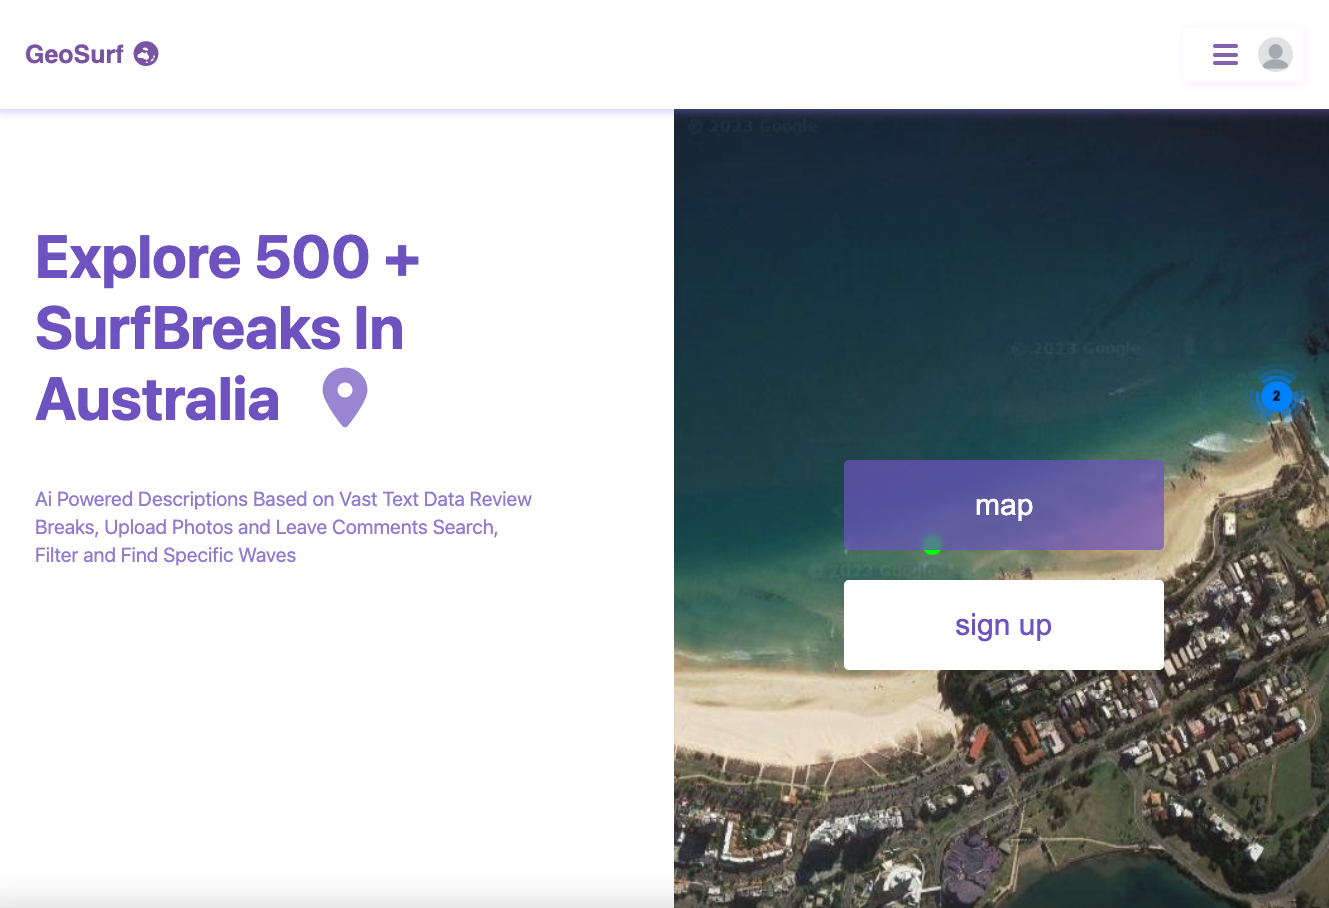 GeoSurf
© 2023 Google
Explore 500 +
SurfBreaks In
Australia
© 2023 Google
2
Ai Powered Descriptions Based on Vast Text Data Review
Breaks, Upload Photos and Leave Comments Search,
Filter and Find Specific Waves
map
2023 Google
sign up